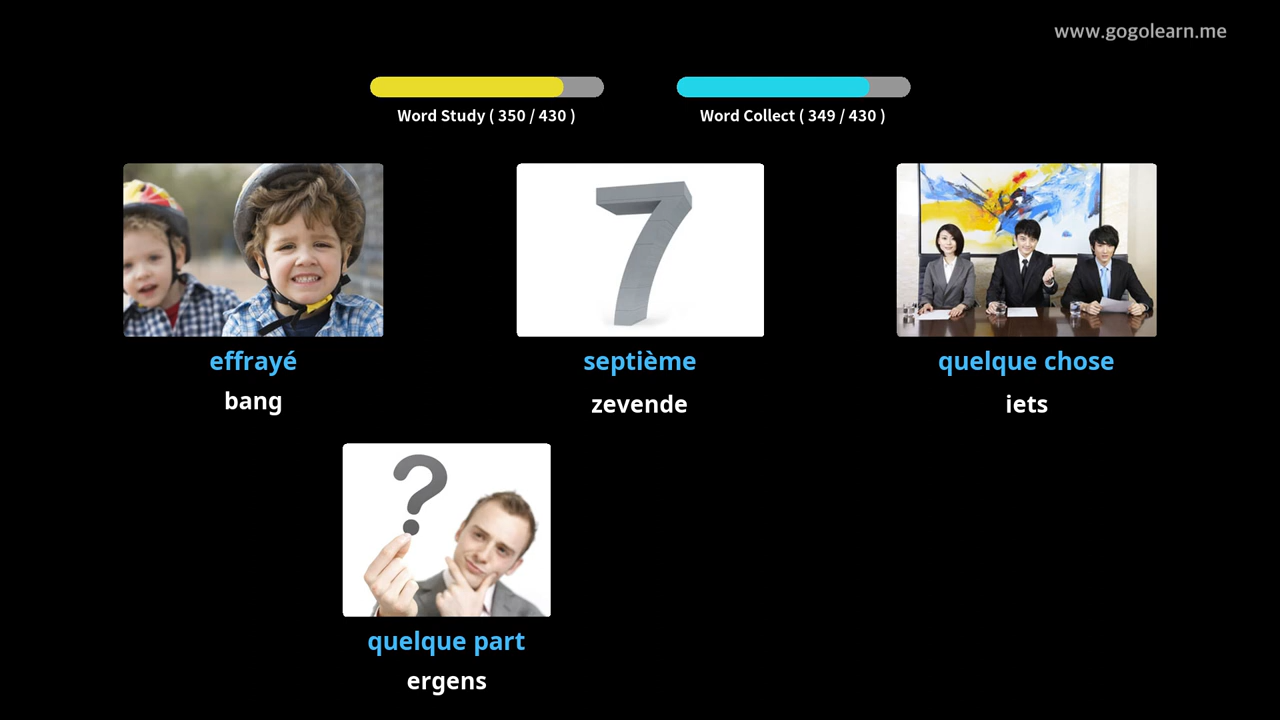 www.gogolearn.me
Word Study ( 350 / 430 )
Word Collect ( 349 / 430 )
effrayé
bang
septième
zevende
quelque chose
iets
7
?
quelque part
ergens